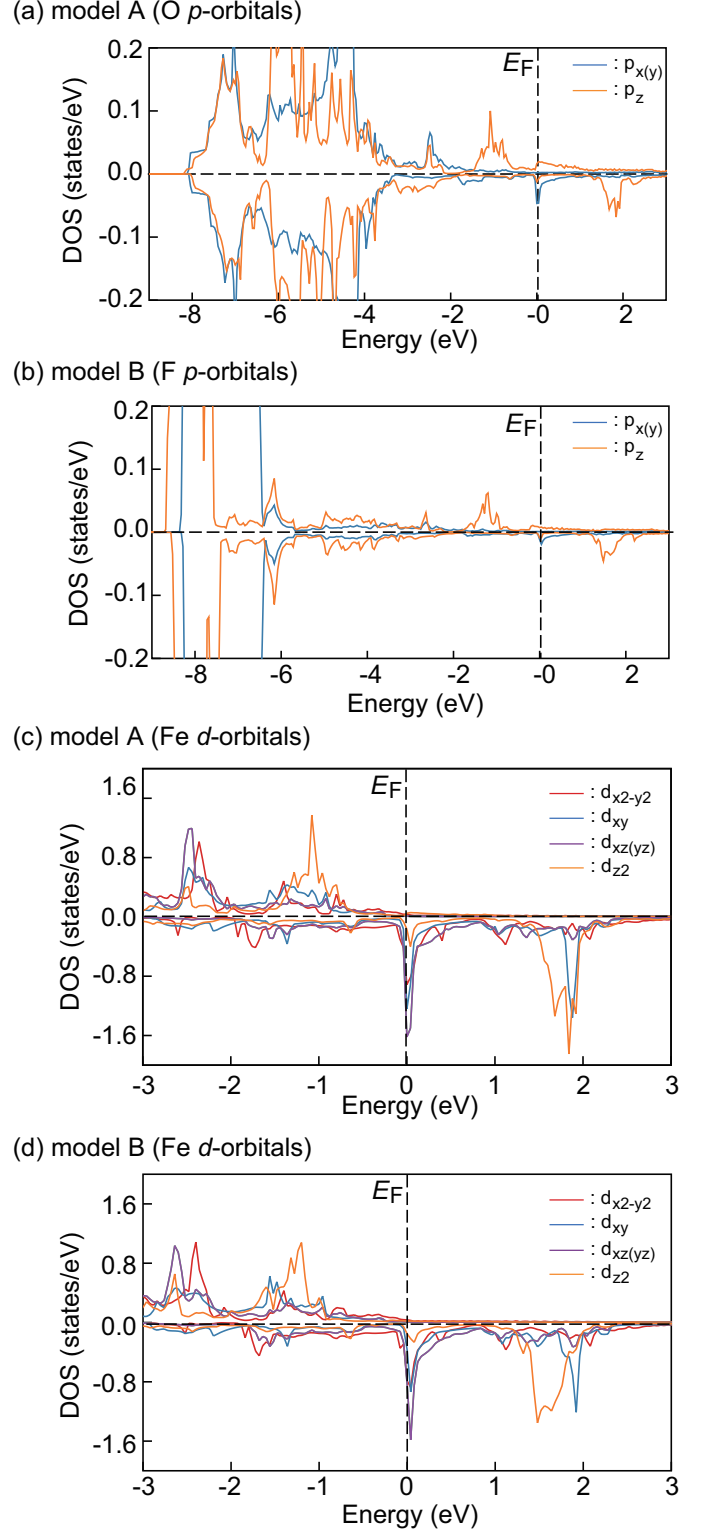 (a) model A (O p-orbitals)
0.2
0.1
0.0
-0.1
-0.2
DOS (states/eV)
EF
: px(y)
: pz
-8
-6
-4
-2
-0
2
Energy (eV)
(b) model B (F p-orbitals)
0.2
0.1
0.0
-0.1
-0.2
DOS (states/eV)
EF
: px(y)
: pz
-8
-6
-4
-2
-0
2
Energy (eV)
(c) model A (Fe d-orbitals)
1.6
0.8
0.0
-0.8
-1.6
DOS (states/eV)
EF
: dx2-y2
: dxy
: dxz(yz)
: dz2
-3
-2
-1
0
1
2
3
Energy (eV)
(d) model B (Fe d-orbitals)
1.6
0.8
0.0
-0.8
-1.6
DOS (states/eV)
EF
: dx2-y2
: dxy
: dxz(yz)
: dz2
-3
-2
-1
0
1
2
3
Energy (eV)